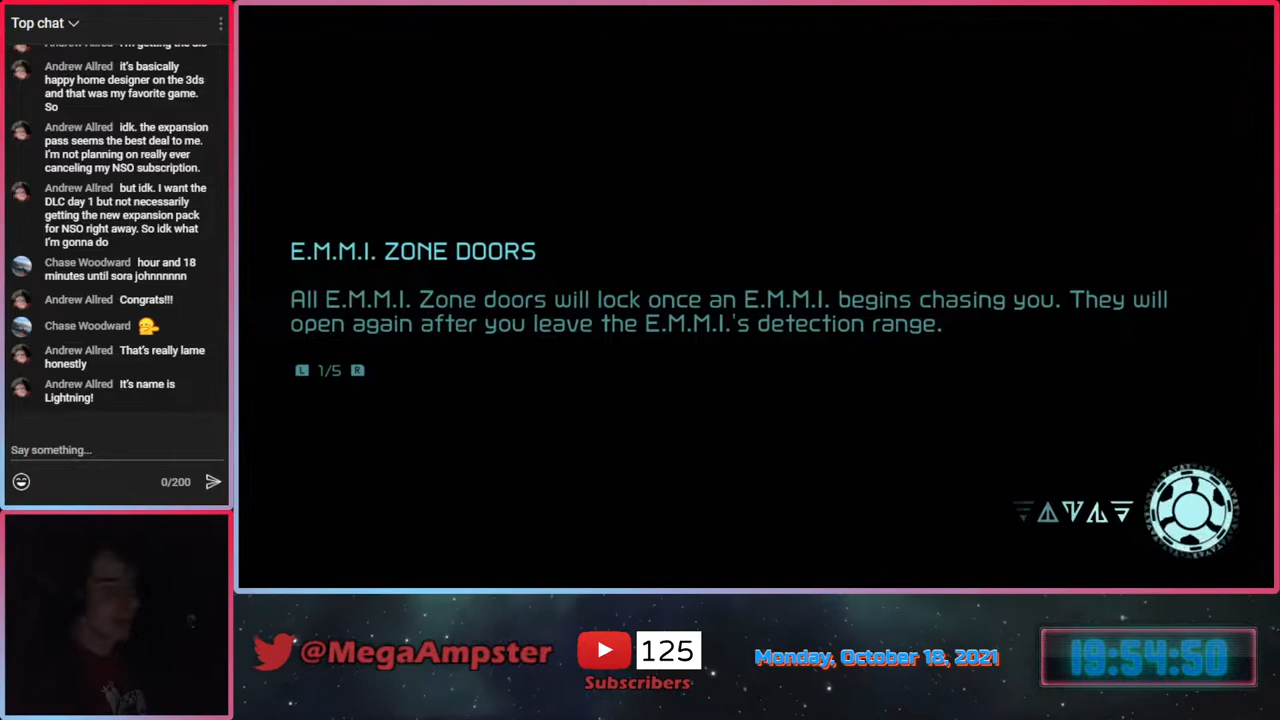 Top chat
Andrew Allred I'm getting the dlc
Andrew Allred it's basically
happy home designer on the 3ds
and that was my favorite game.
So
Andrew Allred idk. the expansion
pass seems the best deal to me.
I'm not planning on really ever
canceling my NSO subscription.
Andrew Allred but idk. I want the
DLC day 1 but not necessarily
getting the new expansion pack
for NSO right away. So idk what
I'm gonna do
Chase Woodward hour and 18
minutes until sora johnnnnnn
Andrew Allred Congrats!!!
Chase Woodward
Andrew Allred That's really lame
honestly
Andrew Allred It's name is
Lightning!
Say something...
0/200
E.M.M.I. ZONE DOORS
All E.M.M.I. Zone doors will lock once an E.M.M.I. begins chasing you. They will
open again after you leave the E.M.M.I.'s detection range.
L 1/5 R
@MegaAmpster
125
Subscribers
Monday, October 18, 2021
19:54:50